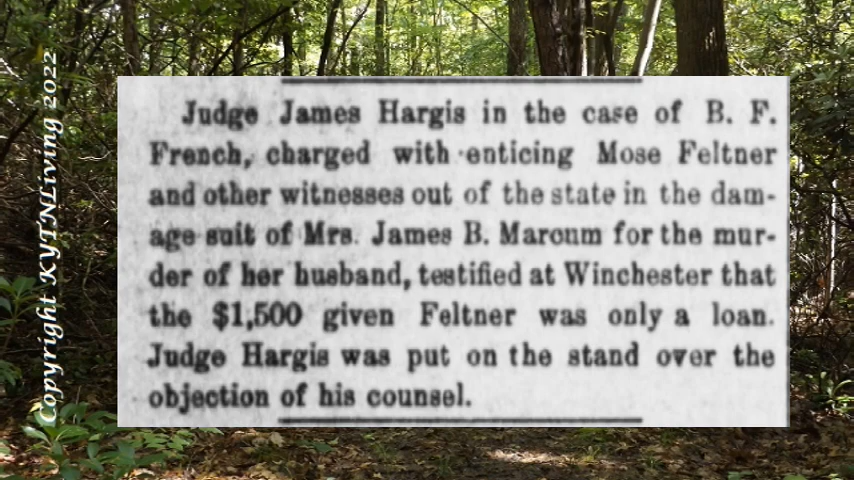 Judge James Hargis in the case of B. F.
French, charged with enticing Mose Feltner
and other witnesses out of the state in the dam-
age suit of Mrs. James B. Marcum for the mur-
der of her husband, testified at Winchester that
the $1,500 given Feltner was only a loan.
Judge Hargis was put on the stand over the
objection of his counsel.
Copyright KYTNLiving 2022